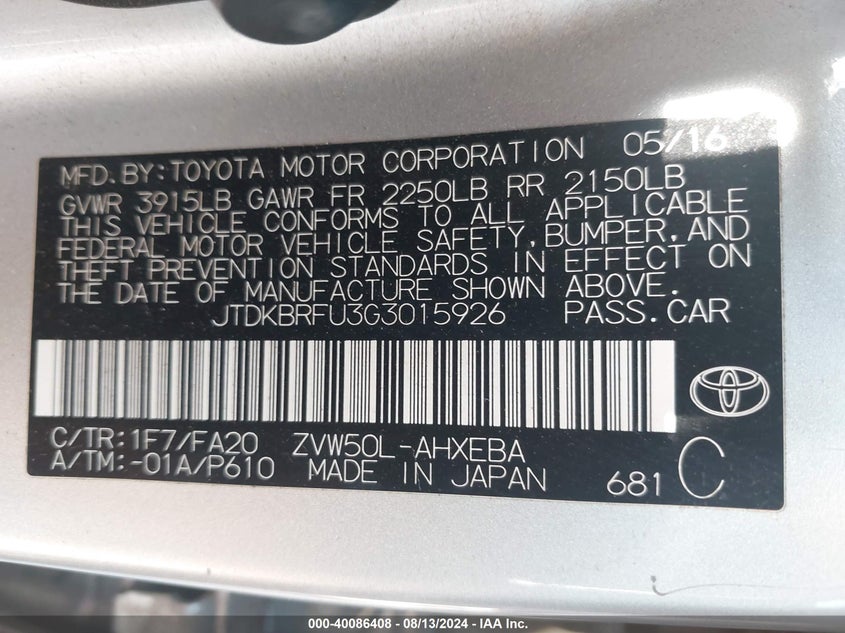 MFD. BY: TOYOTA MOTOR CORPORATION 05/16
GVWR 3915LB GAWR FR 2250LB RR 2150LB
THIS VEHICLE CONFORMS TO ALL APPLICABLE
FEDERAL MOTOR VEHICLE SAFETY, BUMPER, AND
THEFT PREVENTION STANDARDS IN EFFECT ON
THE DATE OF MANUFACTURE SHOWN ABOVE.
JTDKBRFU3G3015926 PASS. CAR
C/TR: 1F7/FA20 ZVW50L-AHXEBA
A/TM: -01A/P610 MADE IN JAPAN 681 C
000-40086408 - 08/13/2024 - IAA Inc.